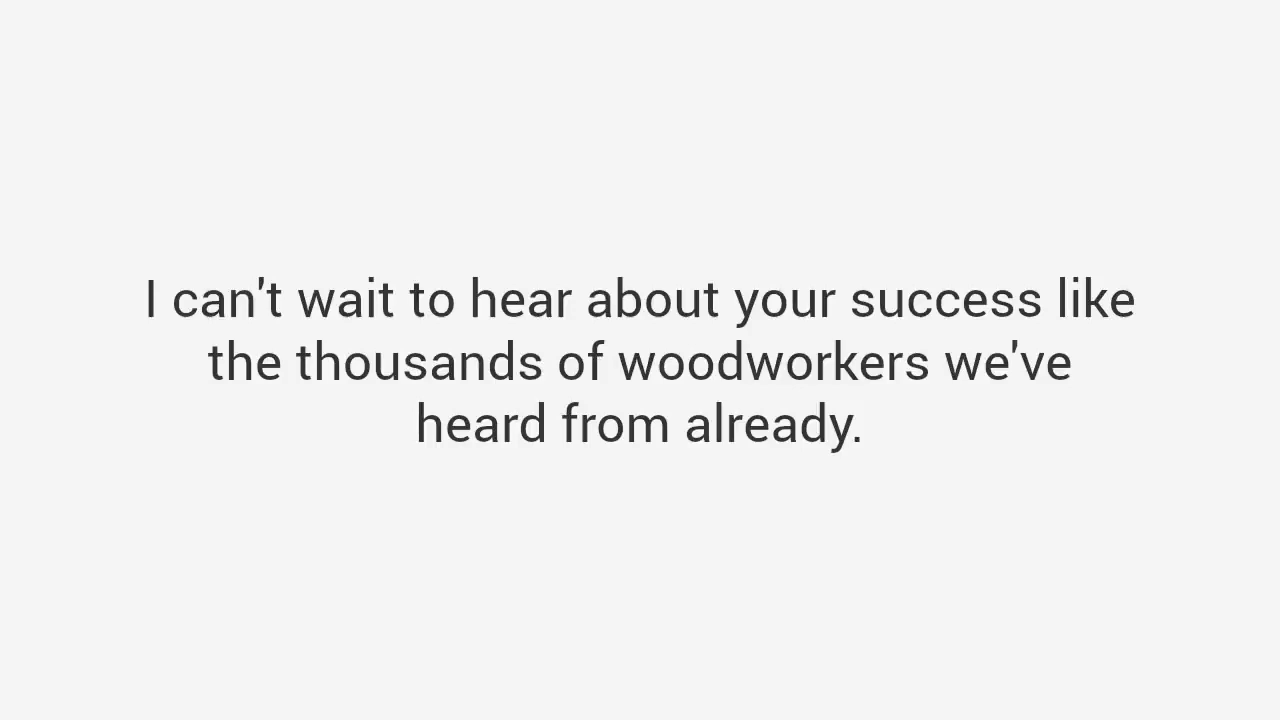 I can't wait to hear about your success like
the thousands of woodworkers we've
heard from already.